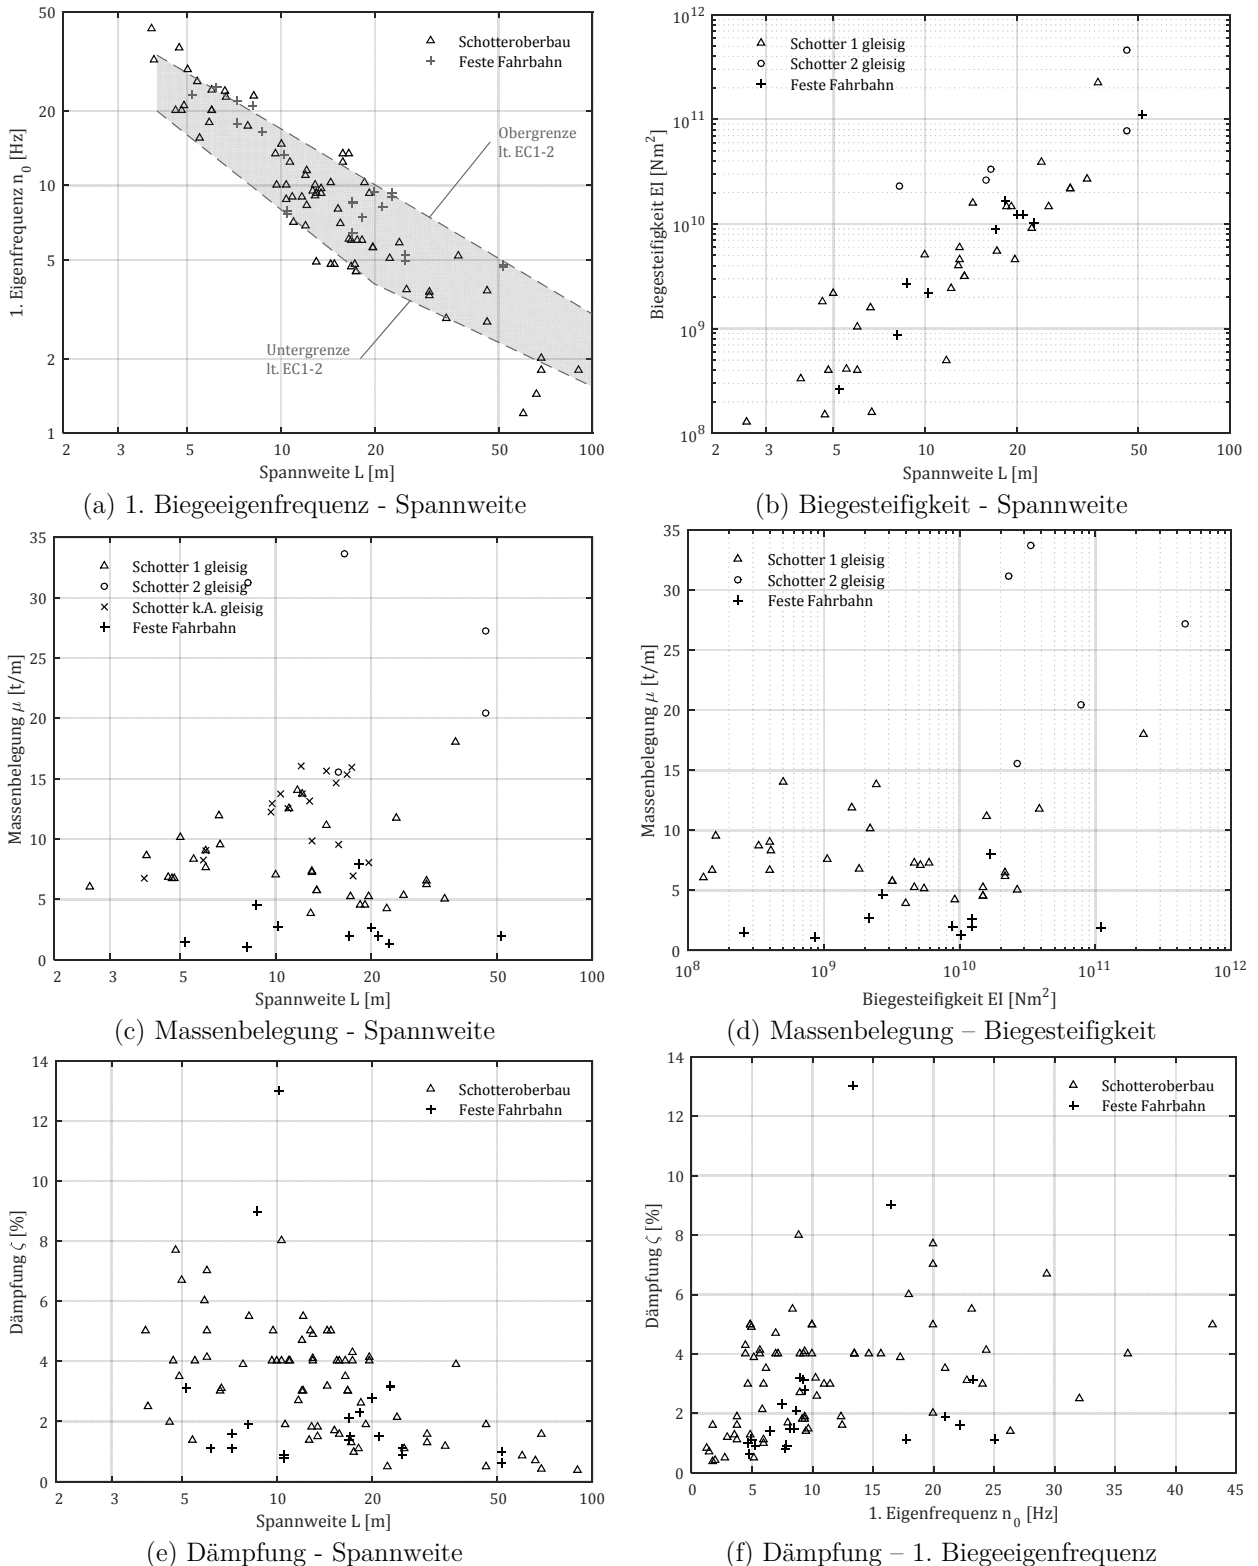 50
20
10
5
2
1
1. Eigenfrequenz n0 [Hz]
Schotteroberbau
Feste Fahrbahn
Obergrenze
lt. EC1-2
Untergrenze
lt. EC1-2
2 3 5 10 20 50 100
Spannweite L [m]
(a) 1. Biegeeigenfrequenz - Spannweite
10^12
10^11
10^10
10^9
10^8
Biegesteifigkeit EI [Nm²]
Schotter 1 gleisig
Schotter 2 gleisig
Feste Fahrbahn
2 3 5 10 20 50 100
Spannweite L [m]
(b) Biegesteifigkeit - Spannweite
35
30
25
20
15
10
5
0
Massenbelegung μ [t/m]
Schotter 1 gleisig
Schotter 2 gleisig
Schotter k.A. gleisig
Feste Fahrbahn
2 3 5 10 20 50 100
Spannweite L [m]
(c) Massenbelegung - Spannweite
35
30
25
20
15
10
5
0
Massenbelegung μ [t/m]
Schotter 1 gleisig
Schotter 2 gleisig
Feste Fahrbahn
10^8 10^9 10^10 10^11 10^12
Biegesteifigkeit EI [Nm²]
(d) Massenbelegung – Biegesteifigkeit
14
12
10
8
6
4
2
0
Dämpfung ζ [%]
Schotteroberbau
Feste Fahrbahn
2 3 5 10 20 50 100
Spannweite L [m]
(e) Dämpfung - Spannweite
14
12
10
8
6
4
2
0
Dämpfung ζ [%]
Schotteroberbau
Feste Fahrbahn
0 5 10 15 20 25 30 35 40 45
1. Eigenfrequenz n0 [Hz]
(f) Dämpfung – 1. Biegeeigenfrequenz